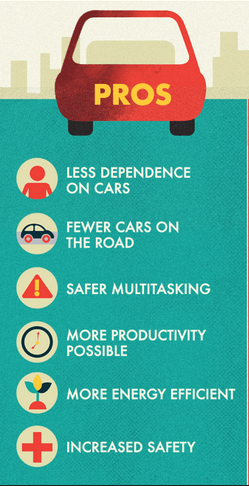 PROS
LESS DEPENDENCE
ON CARS
FEWER CARS ON
THE ROAD
SAFER MULTITASKING
MORE PRODUCTIVITY
POSSIBLE
MORE ENERGY EFFICIENT
INCREASED SAFETY